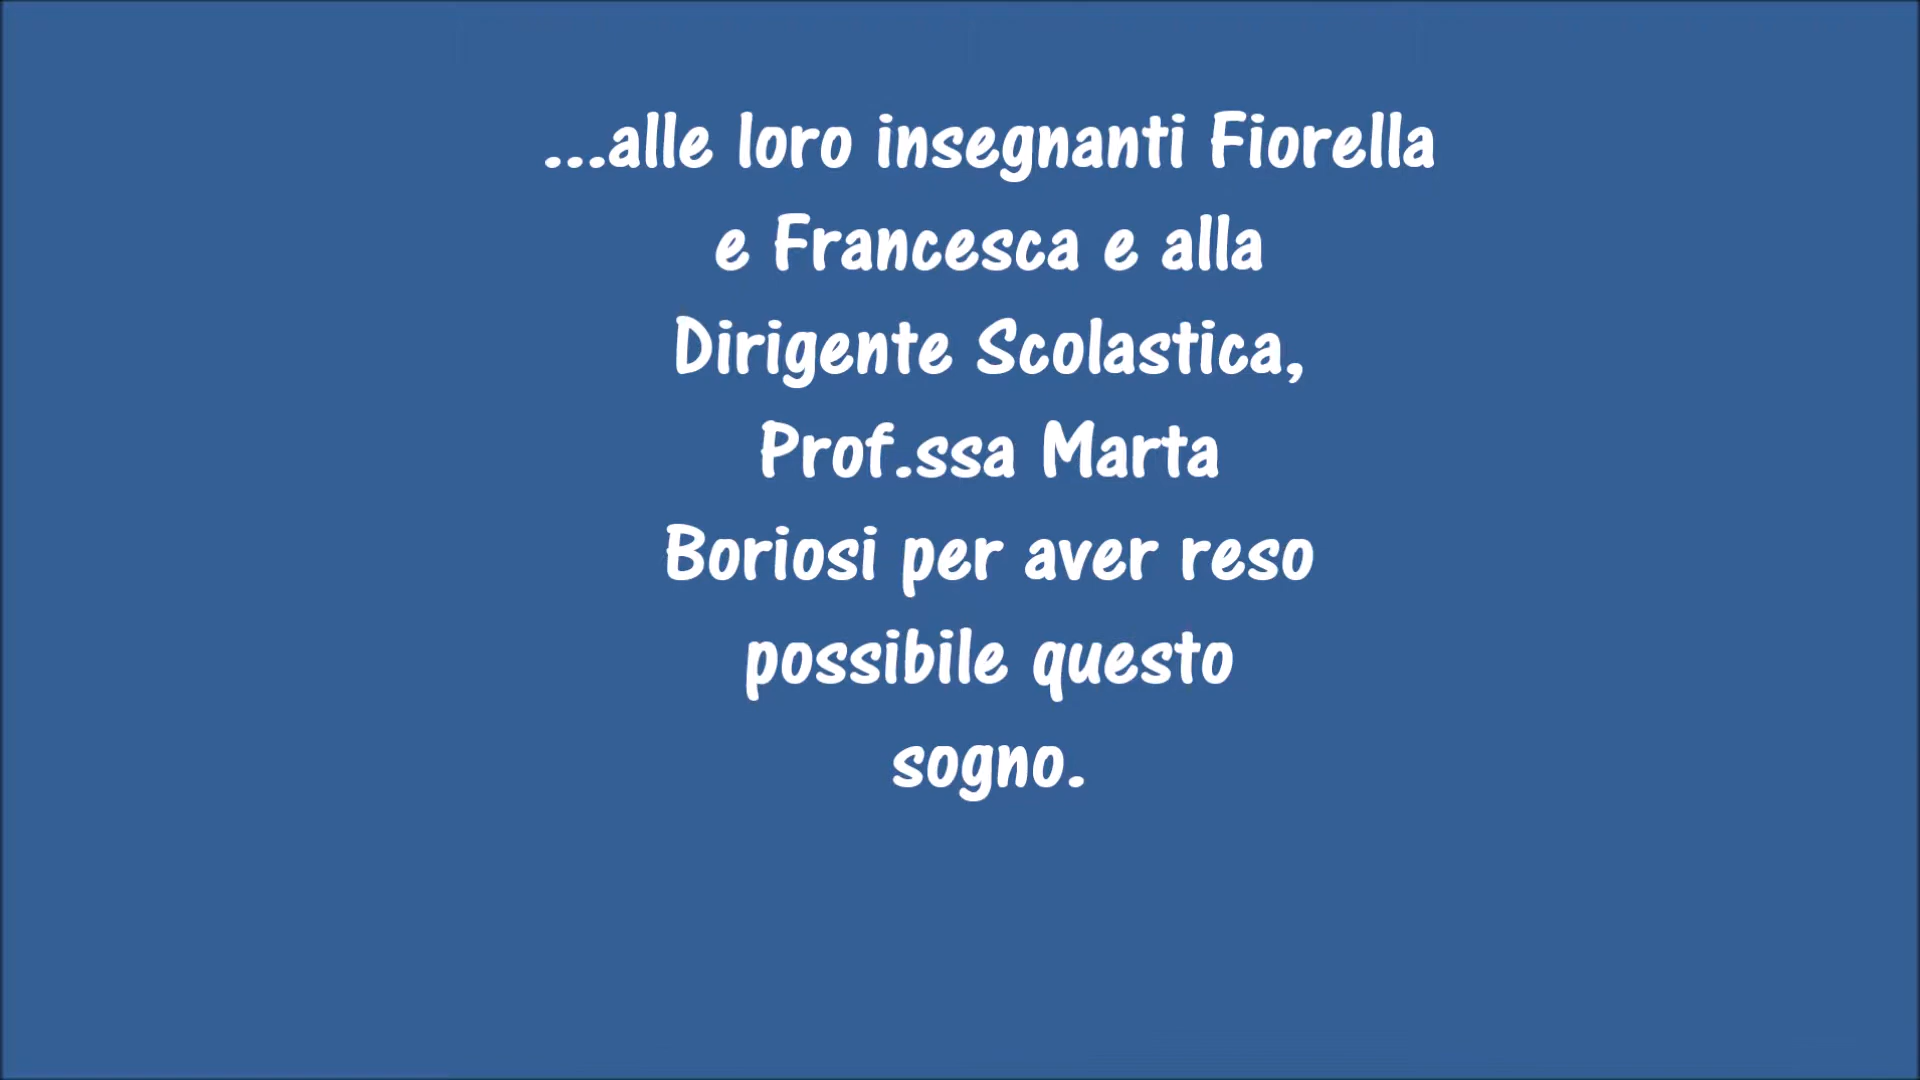 ...alle loro insegnanti Fiorella
e Francesca e alla
Dirigente Scolastica,
Prof.ssa Marta
Boriosi per aver reso
possibile questo
sogno.